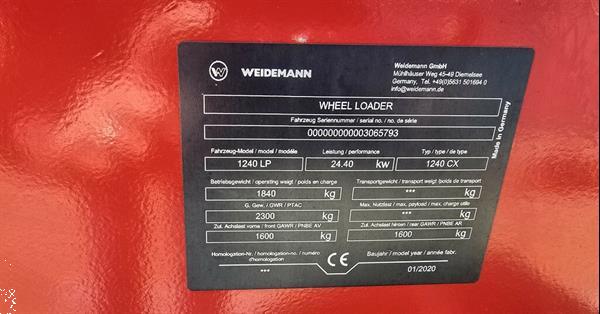 WEIDEMANN
Weidemann GmbH
Mühlhäuser Weg 45-49 Diemelsee
Germany, Tel. +49(0)5631 501694 0
info@weidemann.de
WHEEL LOADER
Fahrzeug Seriennummer / serial no. / no. de série
000000000003065793
Fahrzeug-Model / model / modèle
Leistung / performance
Typ / type / de type
1240 LP
24.40 kw
1240 CX
Betriebsgewicht / operating weigt / poids en charge
Transportgewicht / transport weigt / poids de transport
1840 kg
*** kg
G. Gew. / GWR / PTAC
Max. Nutzlast / max. payload / max. charge utile
2300 kg
*** kg
Zul. Achslast vorne / front GAWR / PNBE AV
Zul. Achslast hinten / rear GAWR / PNBE AR
1600 kg
1600 kg
Homologation-Nr. / homologation-no. / numéro
d'homologation
***
CE
Baujahr / model year / année fabr.
01/2020
Made in Germany